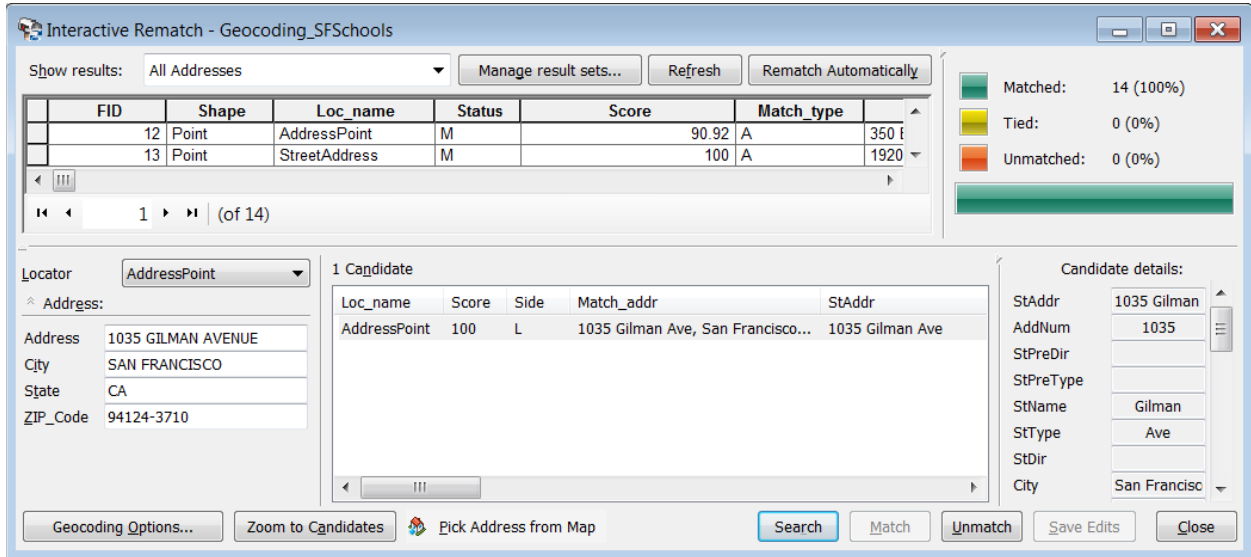 Interactive Rematch - Geocoding_SFSchools
Show results: All Addresses Manage result sets... Refresh Rematch Automatically
FID Shape Loc_name Status Score Match_type
12 Point AddressPoint M 90.92 A 350
13 Point StreetAddress M 100 A 1920
1 (of 14)
Matched: 14 (100%)
Tied: 0 (0%)
Unmatched: 0 (0%)
Locator AddressPoint
Address:
Address 1035 GILMAN AVENUE
City SAN FRANCISCO
State CA
ZIP_Code 94124-3710
1 Candidate
Loc_name Score Side Match_addr StAddr
AddressPoint 100 L 1035 Gilman Ave, San Francisco... 1035 Gilman Ave
Candidate details:
StAddr 1035 Gilman
AddNum 1035
StPreDir
StPreType
StName Gilman
StType Ave
StDir
City San Francisc
Geocoding Options... Zoom to Candidates Pick Address from Map Search Match Unmatch Save Edits Close